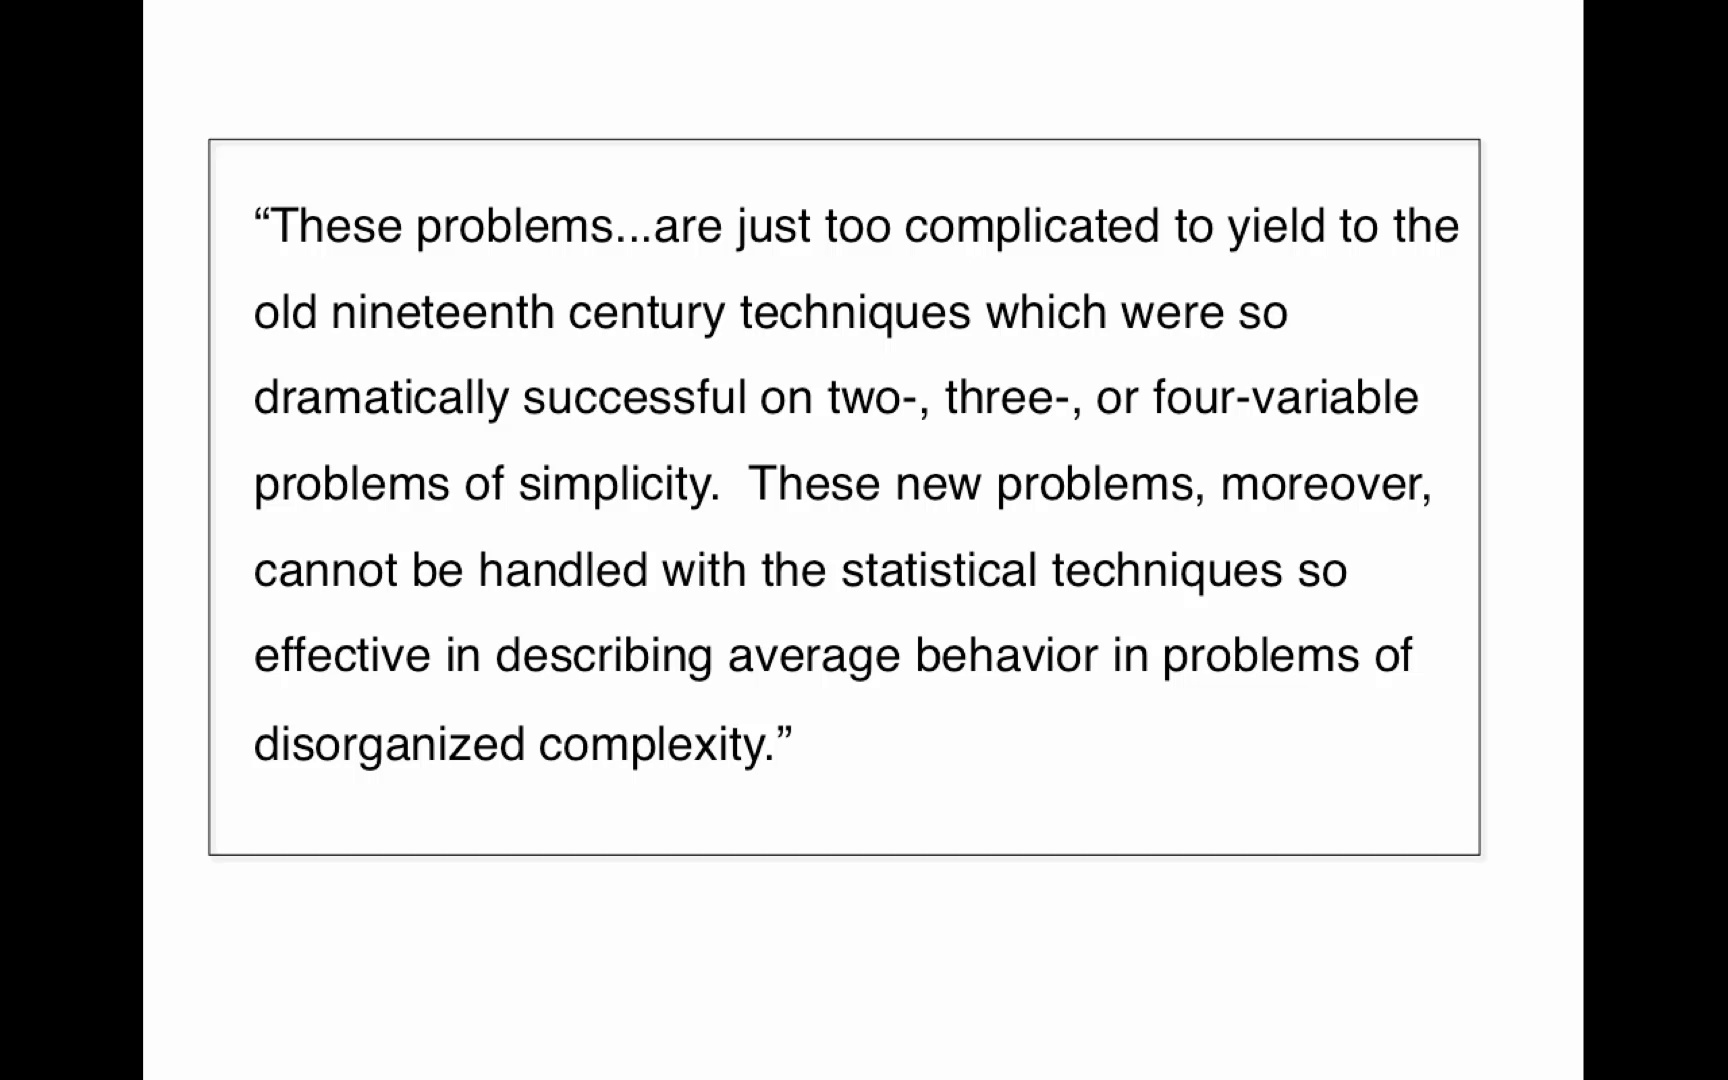 “These problems...are just too complicated to yield to the
old nineteenth century techniques which were so
dramatically successful on two-, three-, or four-variable
problems of simplicity.  These new problems, moreover,
cannot be handled with the statistical techniques so
effective in describing average behavior in problems of
disorganized complexity.”